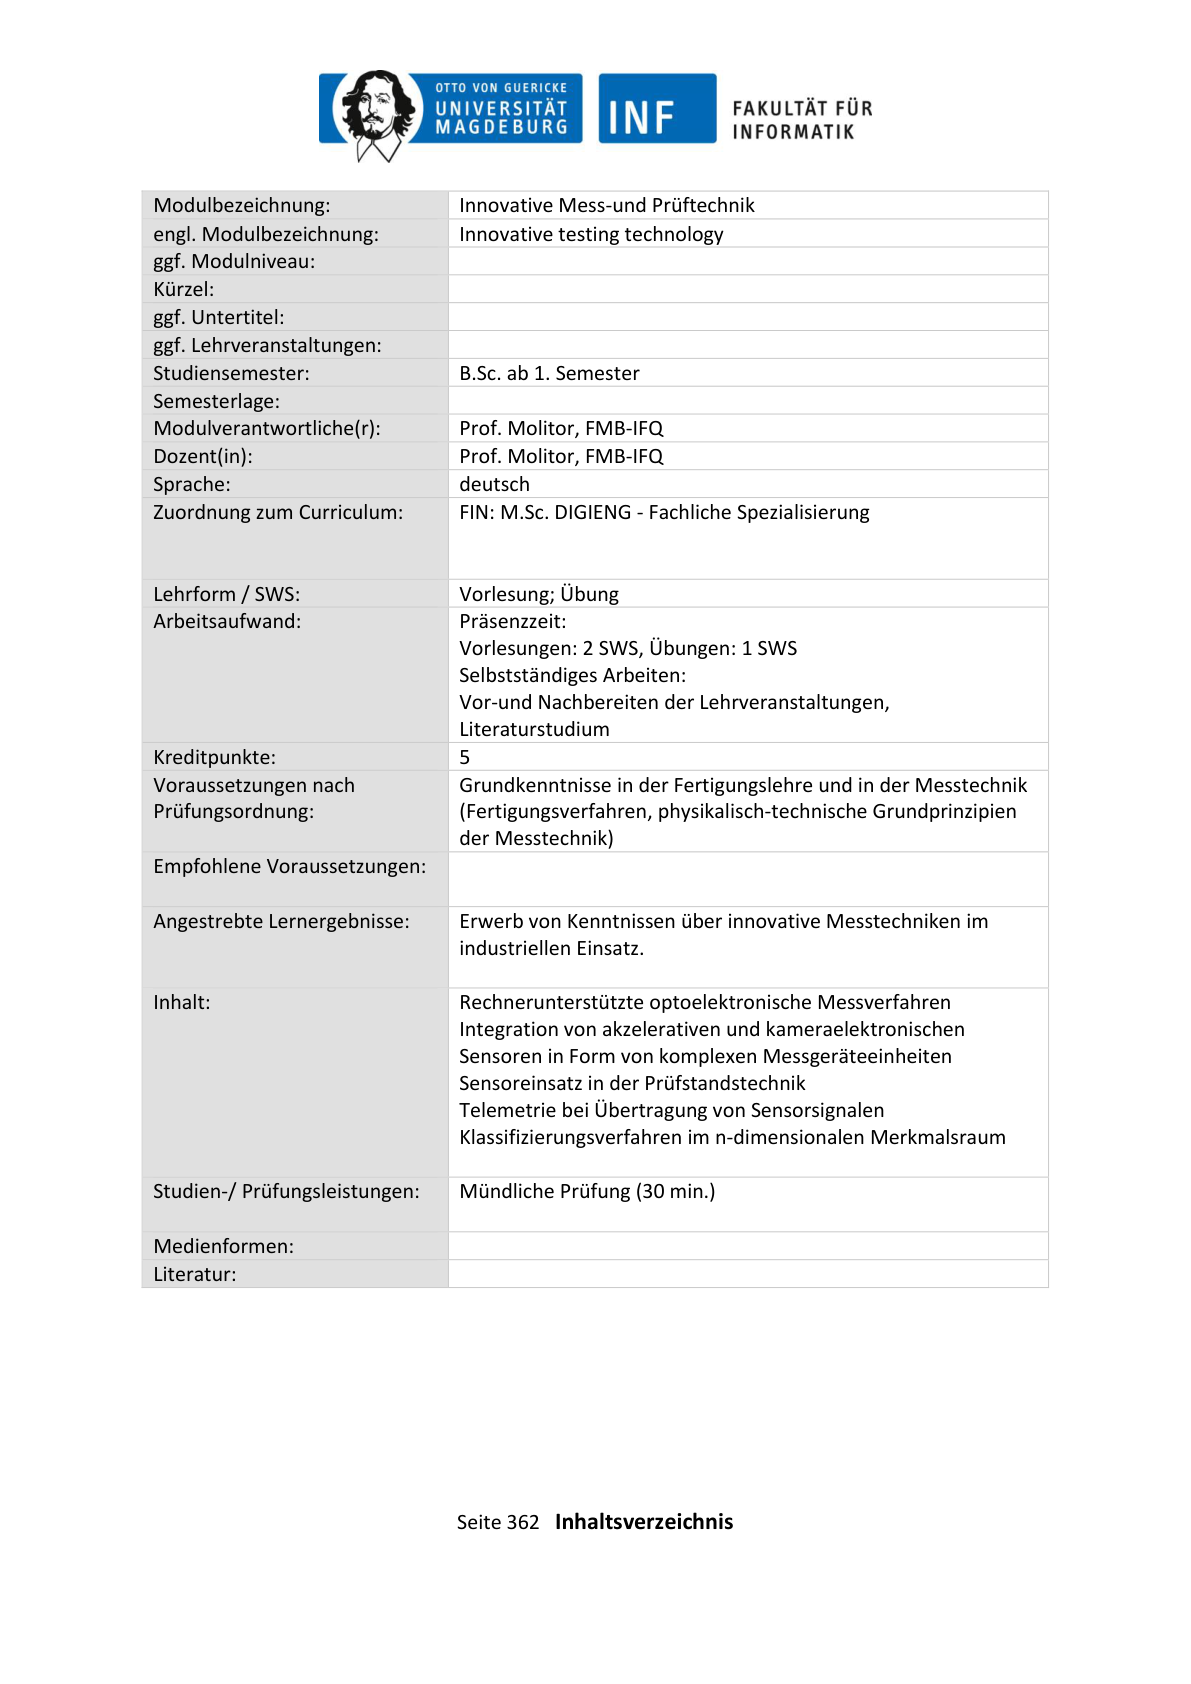 OTTO VON GUERICKE
UNIVERSITÄT
MAGDEBURG
INF
FAKULTÄT FÜR
INFORMATIK
Modulbezeichnung: Innovative Mess-und Prüftechnik
engl. Modulbezeichnung: Innovative testing technology
ggf. Modulniveau:
Kürzel:
ggf. Untertitel:
ggf. Lehrveranstaltungen:
Studiensemester: B.Sc. ab 1. Semester
Semesterlage:
Modulverantwortliche(r): Prof. Molitor, FMB-IFQ
Dozent(in): Prof. Molitor, FMB-IFQ
Sprache: deutsch
Zuordnung zum Curriculum: FIN: M.Sc. DIGIENG - Fachliche Spezialisierung
Lehrform / SWS: Vorlesung; Übung
Arbeitsaufwand: Präsenzzeit:
Vorlesungen: 2 SWS, Übungen: 1 SWS
Selbstständiges Arbeiten:
Vor-und Nachbereiten der Lehrveranstaltungen,
Literaturstudium
Kreditpunkte: 5
Voraussetzungen nach Grundkenntnisse in der Fertigungslehre und in der Messtechnik
Prüfungsordnung: (Fertigungsverfahren, physikalisch-technische Grundprinzipien
der Messtechnik)
Empfohlene Voraussetzungen:
Angestrebte Lernergebnisse: Erwerb von Kenntnissen über innovative Messtechniken im
industriellen Einsatz.
Inhalt: Rechnerunterstützte optoelektronische Messverfahren
Integration von akzelerativen und kameraelektronischen
Sensoren in Form von komplexen Messgeräteeinheiten
Sensoreinsatz in der Prüfstandstechnik
Telemetrie bei Übertragung von Sensorsignalen
Klassifizierungsverfahren im n-dimensionalen Merkmalsraum
Studien-/ Prüfungsleistungen: Mündliche Prüfung (30 min.)
Medienformen:
Literatur:
Seite 362 Inhaltsverzeichnis